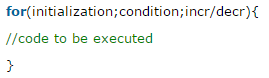 for(initialization;condition;incr/decr){
//code to be executed
}